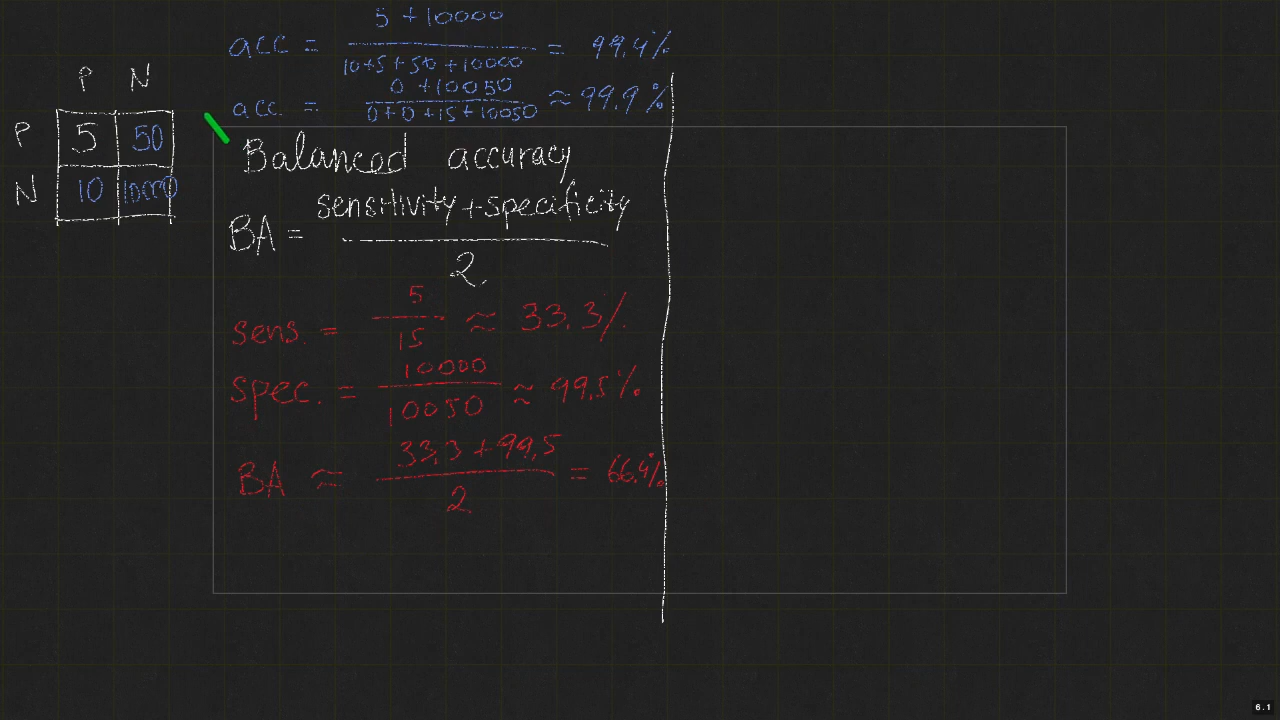 acc = 5 + 10000 / 10+5+50+10000 = 99.4%
acc. = 0 + 10050 / 0+0+15+10050 ≈ 99.9%
P N
P 5 50
N 10 10000
Balanced accuracy
BA = sensitivity + specificity / 2
sens. = 5 / 15 ≈ 33.3%
spec. = 10000 / 10050 ≈ 99.5%
BA ≈ 33.3 + 99.5 / 2 = 66.4%
6.1